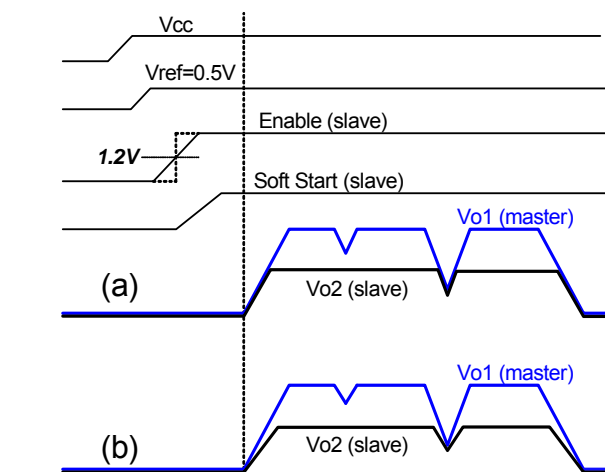 Vcc
Vref=0.5V
Enable (slave)
1.2V
Soft Start (slave)
Vo1 (master)
(a)
Vo2 (slave)
Vo1 (master)
(b)
Vo2 (slave)